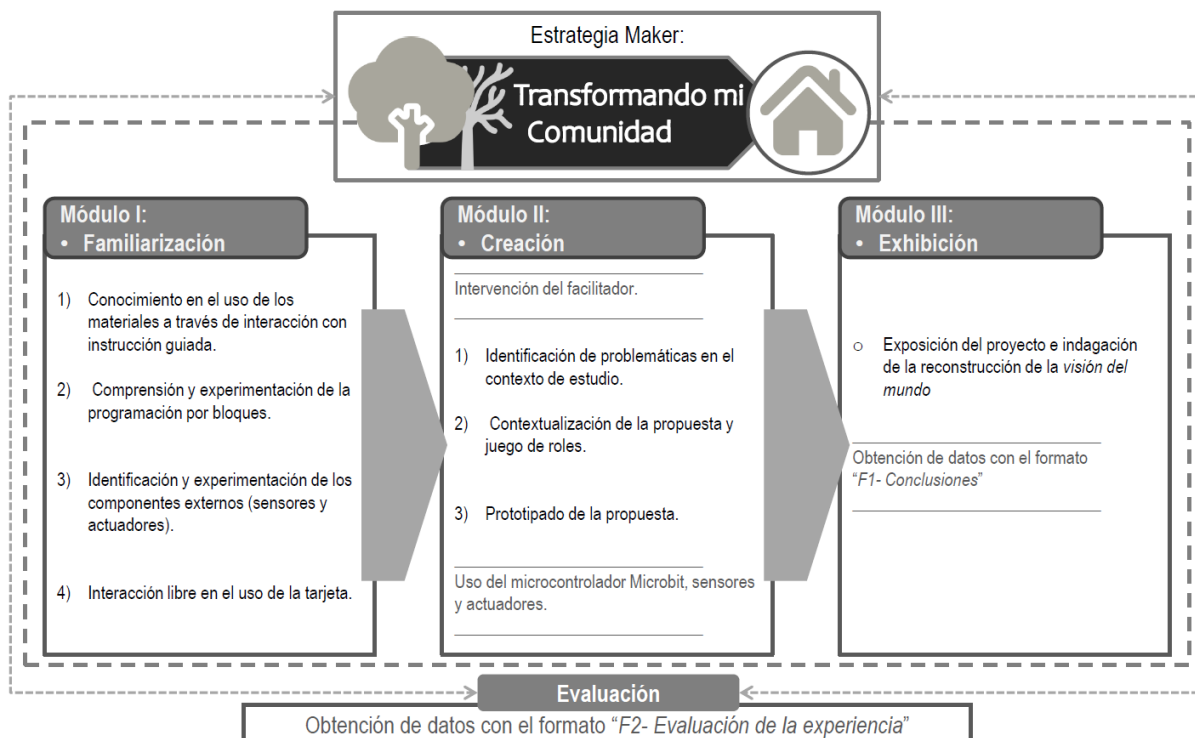 Estrategia Maker:
Transformando mi
Comunidad
Módulo I:
• Familiarización
1) Conocimiento en el uso de los
materiales a través de interacción con
instrucción guiada.
2) Comprensión y experimentación de la
programación por bloques.
3) Identificación y experimentación de los
componentes externos (sensores y
actuadores).
4) Interacción libre en el uso de la tarjeta.
Módulo II:
• Creación
Intervención del facilitador.
1) Identificación de problemáticas en el
contexto de estudio.
2) Contextualización de la propuesta y
juego de roles.
3) Prototipado de la propuesta.
Uso del microcontrolador Microbit, sensores
y actuadores.
Módulo III:
• Exhibición
o Exposición del proyecto e indagación
de la reconstrucción de la visión del
mundo
Obtención de datos con el formato
“F1- Conclusiones”
Evaluación
Obtención de datos con el formato “F2- Evaluación de la experiencia”